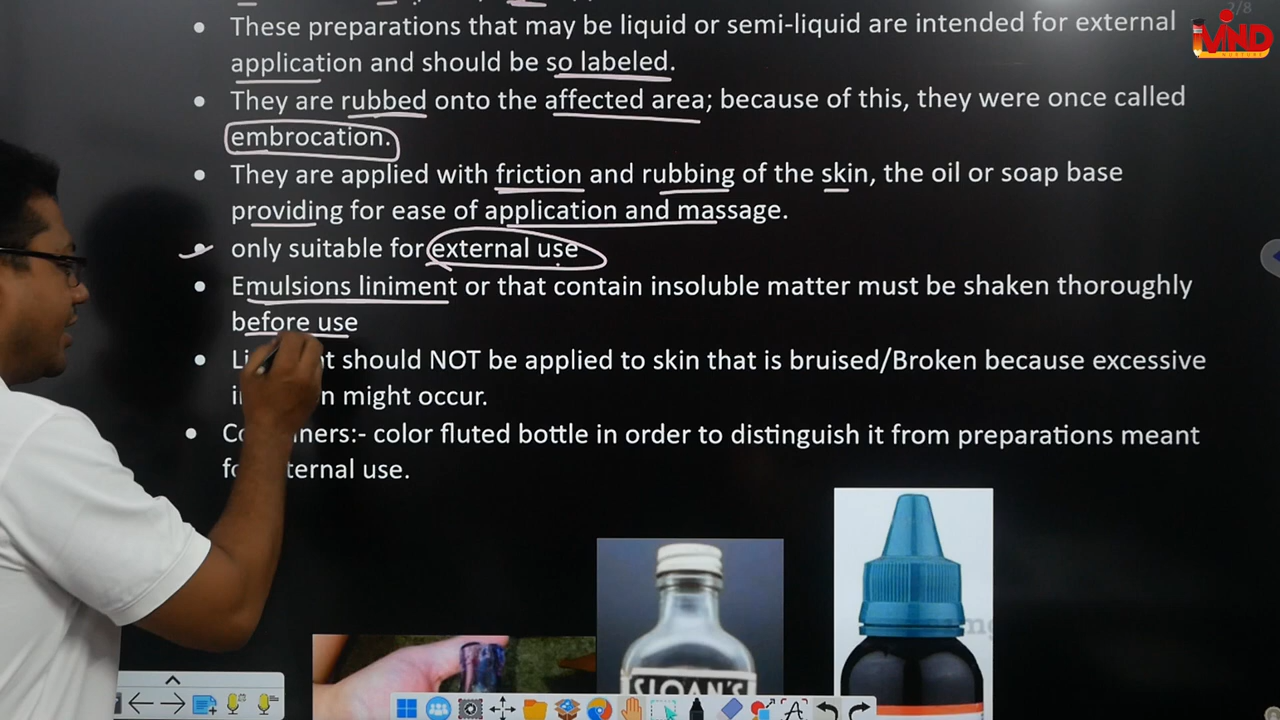 2/8
MIND
These preparations that may be liquid or semi-liquid are intended for external
application and should be so labeled.
They are rubbed onto the affected area; because of this, they were once called
embrocation.
They are applied with friction and rubbing of the skin, the oil or soap base
providing for ease of application and massage.
only suitable for external use
Emulsions liniment or that contain insoluble matter must be shaken thoroughly
before use
should NOT be applied to skin that is bruised/Broken because excessive
might occur.
color fluted bottle in order to distinguish it from preparations meant
use.
SLOAN'S